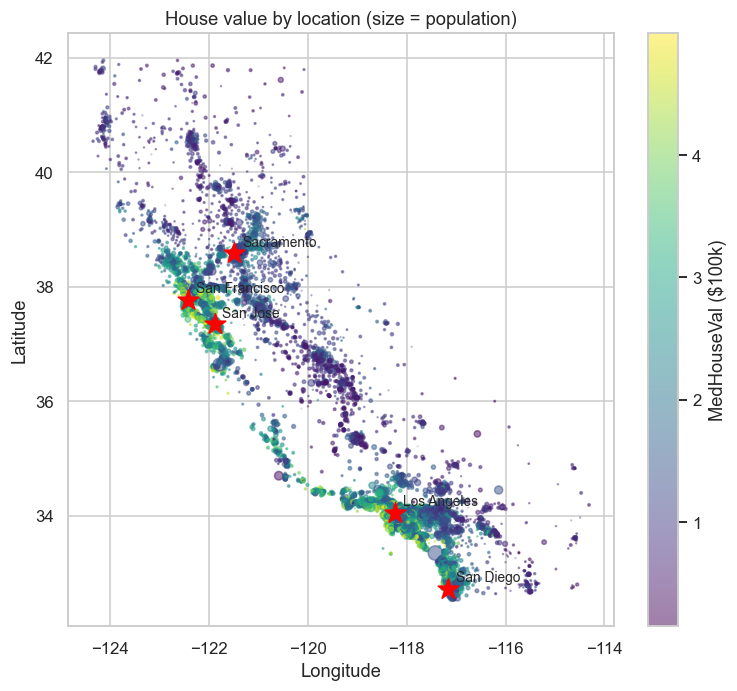 House value by location (size = population)
42
40
38
36
34
Latitude
−124
−122
−120
−118
−116
−114
Longitude
Sacramento
San Francisco
San Jose
Los Angeles
San Diego
4
3
2
1
MedHouseVal ($100k)